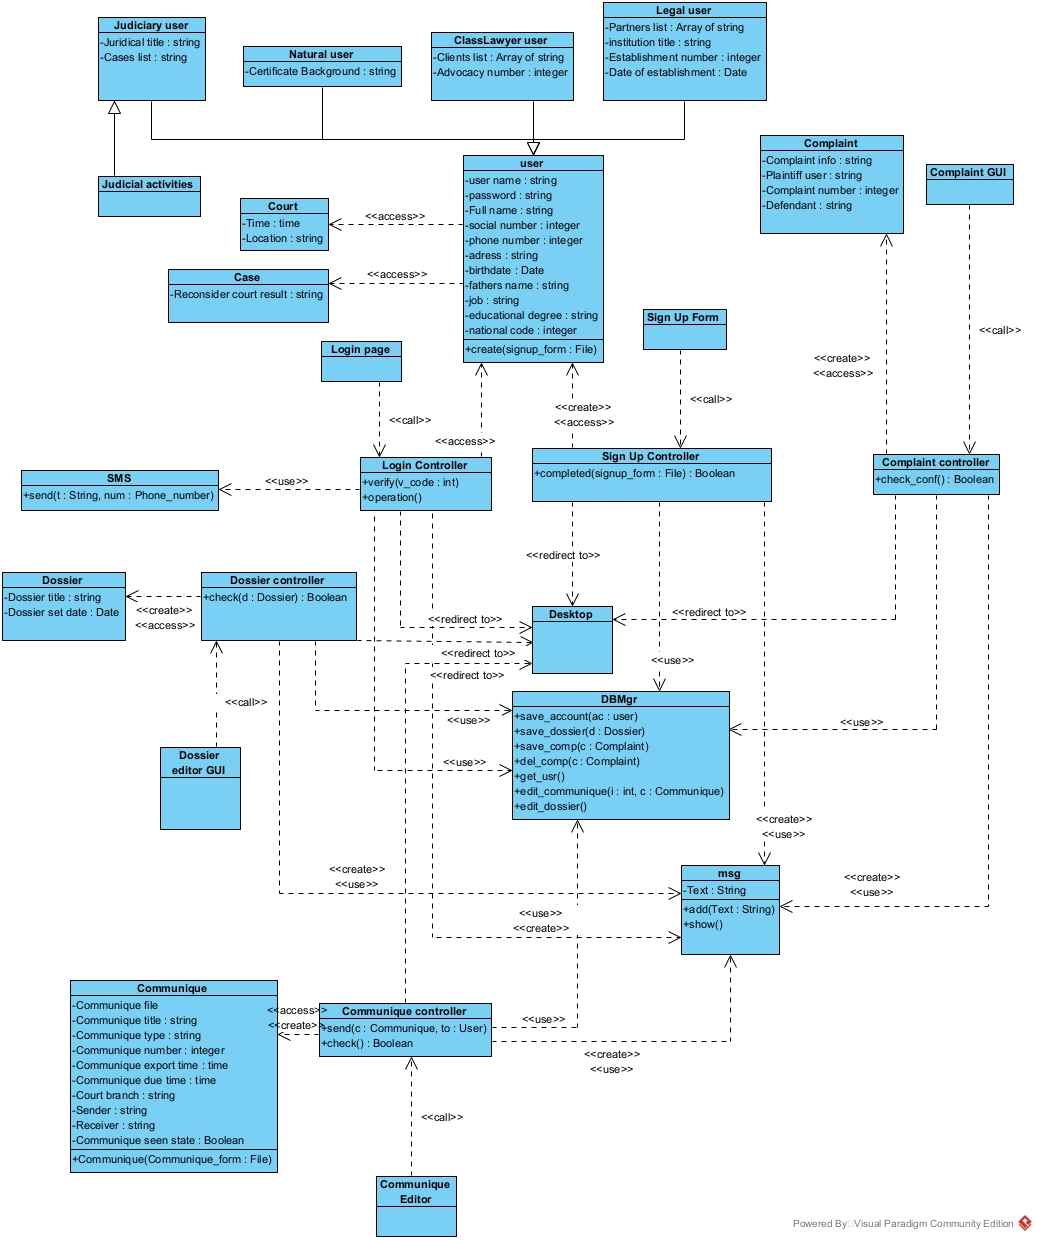 Judiciary user
-Juridical title : string
-Cases list : string
Natural user
-Certificate Background : string
ClassLawyer user
-Clients list : Array of string
-Advocacy number : integer
Legal user
-Partners list : Array of string
-institution title : string
-Establishment number : integer
-Date of establishment : Date
Judicial activities
user
-user name : string
-password : string
-Full name : string
-social number : integer
-phone number : integer
-adress : string
-birthdate : Date
-fathers name : string
-job : string
-educational degree : string
-national code : integer
+create(signup_form : File)
Complaint
-Complaint info : string
-Plaintiff user : string
-Complaint number : integer
-Defendant : string
Complaint GUI
Court
-Time : time
-Location : string
<<access>>
Case
-Reconsider court result : string
<<access>>
Sign Up Form
Login page
<<call>>
<<access>>
<<create>>
<<access>>
<<call>>
<<create>>
<<access>>
<<call>>
SMS
+send(t : String, num : Phone_number)
<<use>>
Login Controller
+verify(v_code : int)
+operation()
Sign Up Controller
+completed(signup_form : File) : Boolean
Complaint controller
+check_conf() : Boolean
<<redirect to>>
Dossier
-Dossier title : string
-Dossier set date : Date
<<create>>
<<access>>
Dossier controller
+check(d : Dossier) : Boolean
Desktop
<<redirect to>>
<<redirect to>>
<<redirect to>>
<<redirect to>>
<<use>>
<<call>>
Dossier
editor GUI
DBMgr
+save_account(ac : user)
+save_dossier(d : Dossier)
+save_comp(c : Complaint)
+del_comp(c : Complaint)
+get_usr()
+edit_communique(i : int, c : Communique)
+edit_dossier()
<<use>>
<<use>>
<<use>>
<<create>>
<<use>>
msg
-Text : String
+add(Text : String)
+show()
<<create>>
<<use>>
<<create>>
<<use>>
<<use>>
<<create>>
Communique
-Communique file
-Communique title : string
-Communique type : string
-Communique number : integer
-Communique export time : time
-Communique due time : time
-Court branch : string
-Sender : string
-Receiver : string
-Communique seen state : Boolean
+Communique(Communique_form : File)
<<access>>
<<create>>
Communique controller
+send(c : Communique, to : User)
+check() : Boolean
<<use>>
<<create>>
<<use>>
<<call>>
Communique
Editor
Powered By Visual Paradigm Community Edition